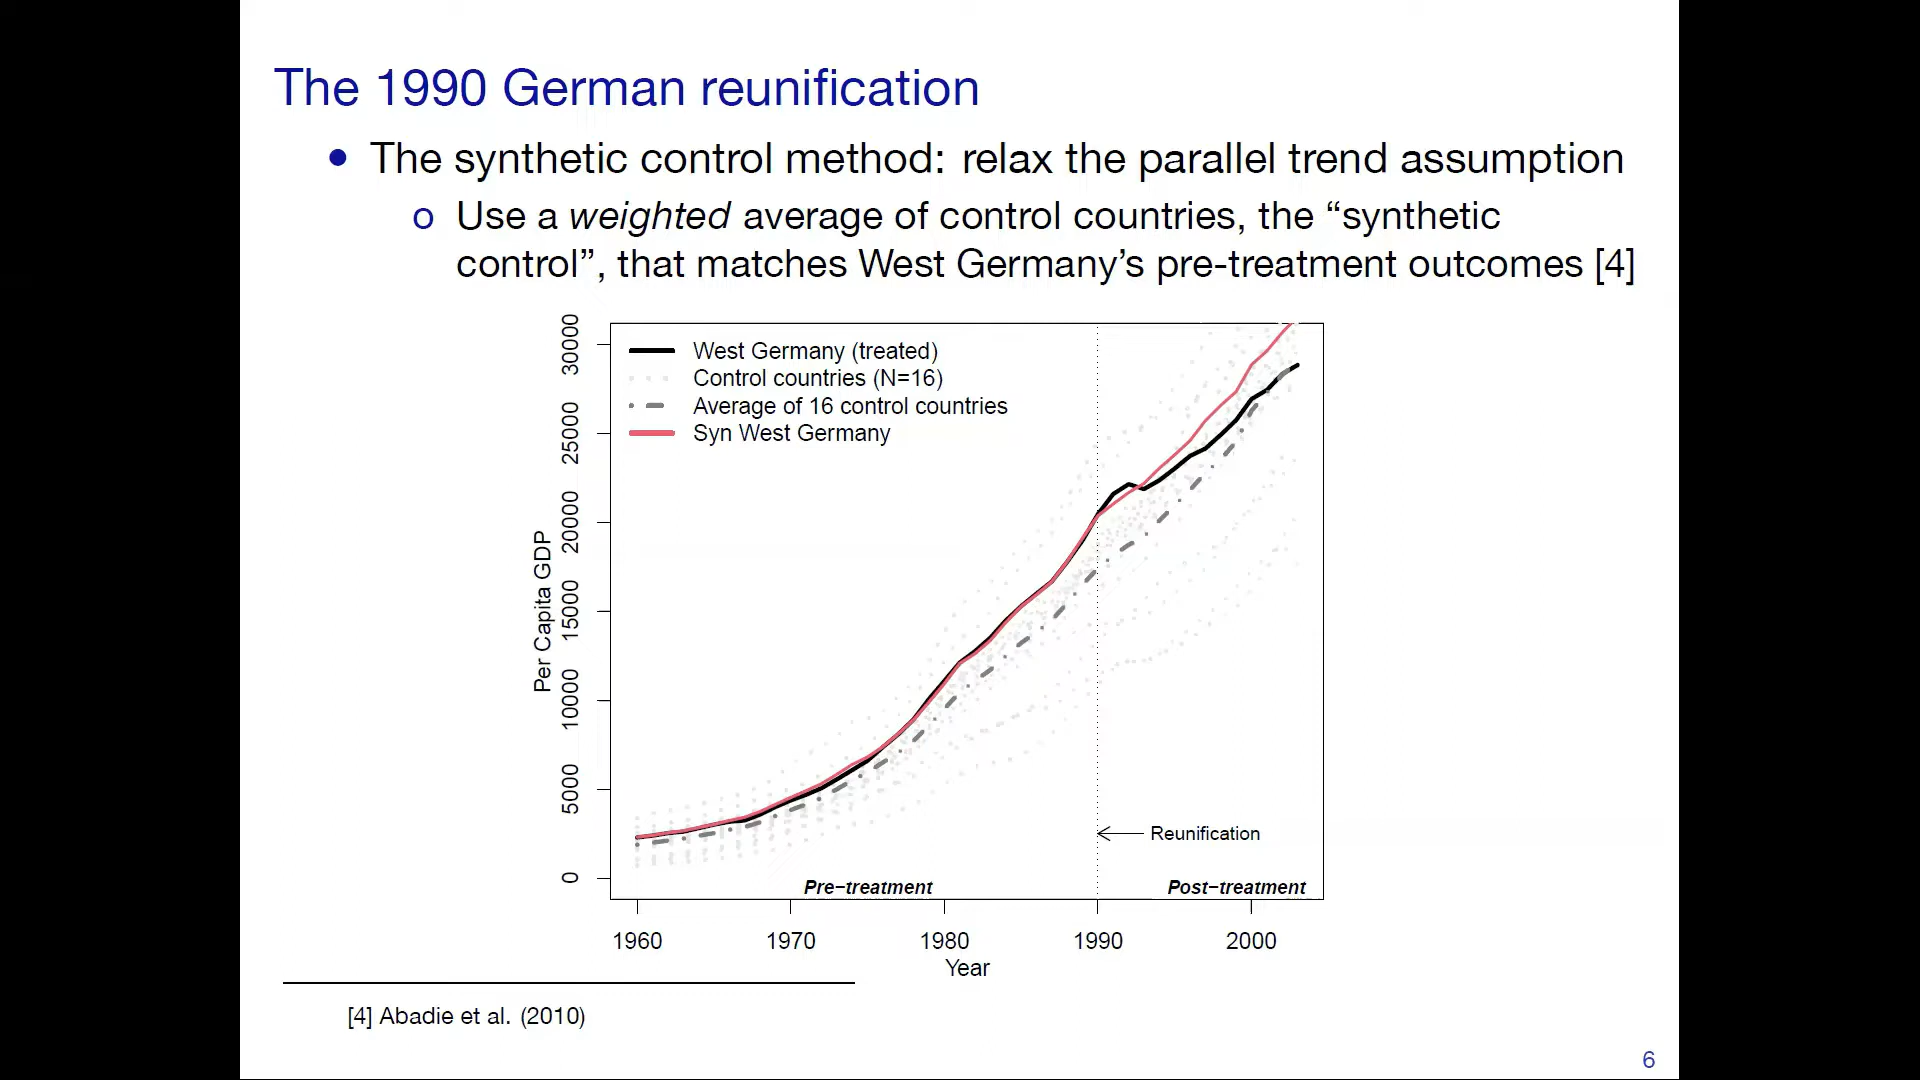 The 1990 German reunification
• The synthetic control method: relax the parallel trend assumption
o Use a weighted average of control countries, the “synthetic
control”, that matches West Germany’s pre-treatment outcomes [4]
West Germany (treated)
Control countries (N=16)
Average of 16 control countries
Syn West Germany
Per Capita GDP
30000
25000
20000
15000
10000
5000
0
Reunification
Pre−treatment
Post−treatment
1960
1970
1980
1990
2000
Year
[4] Abadie et al. (2010)
6